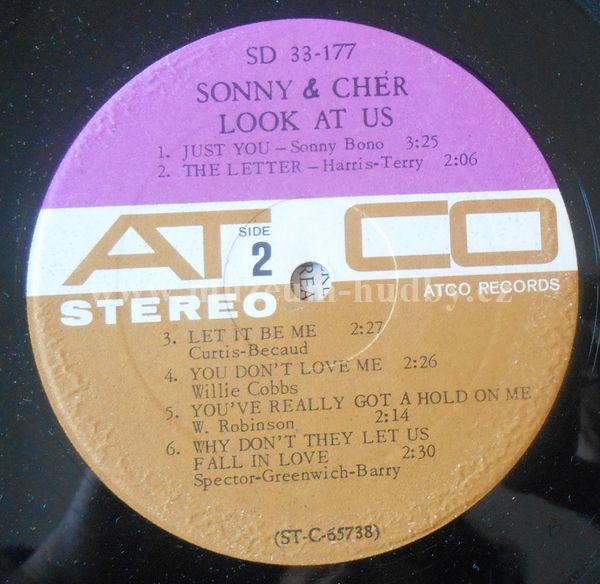 SD 33-177
SONNY & CHÉR
LOOK AT US
1. JUST YOU – Sonny Bono 3:25
2. THE LETTER – Harris-Terry 2:06
ATCO
SIDE
2
STEREO
ATCO RECORDS
3. LET IT BE ME 2:27
Curtis-Becaud
4. YOU DON'T LOVE ME 2:26
Willie Cobbs
5. YOU'VE REALLY GOT A HOLD ON ME
W. Robinson 2:14
6. WHY DON'T THEY LET US
FALL IN LOVE 2:30
Spector-Greenwich-Barry
(ST-C-65738)